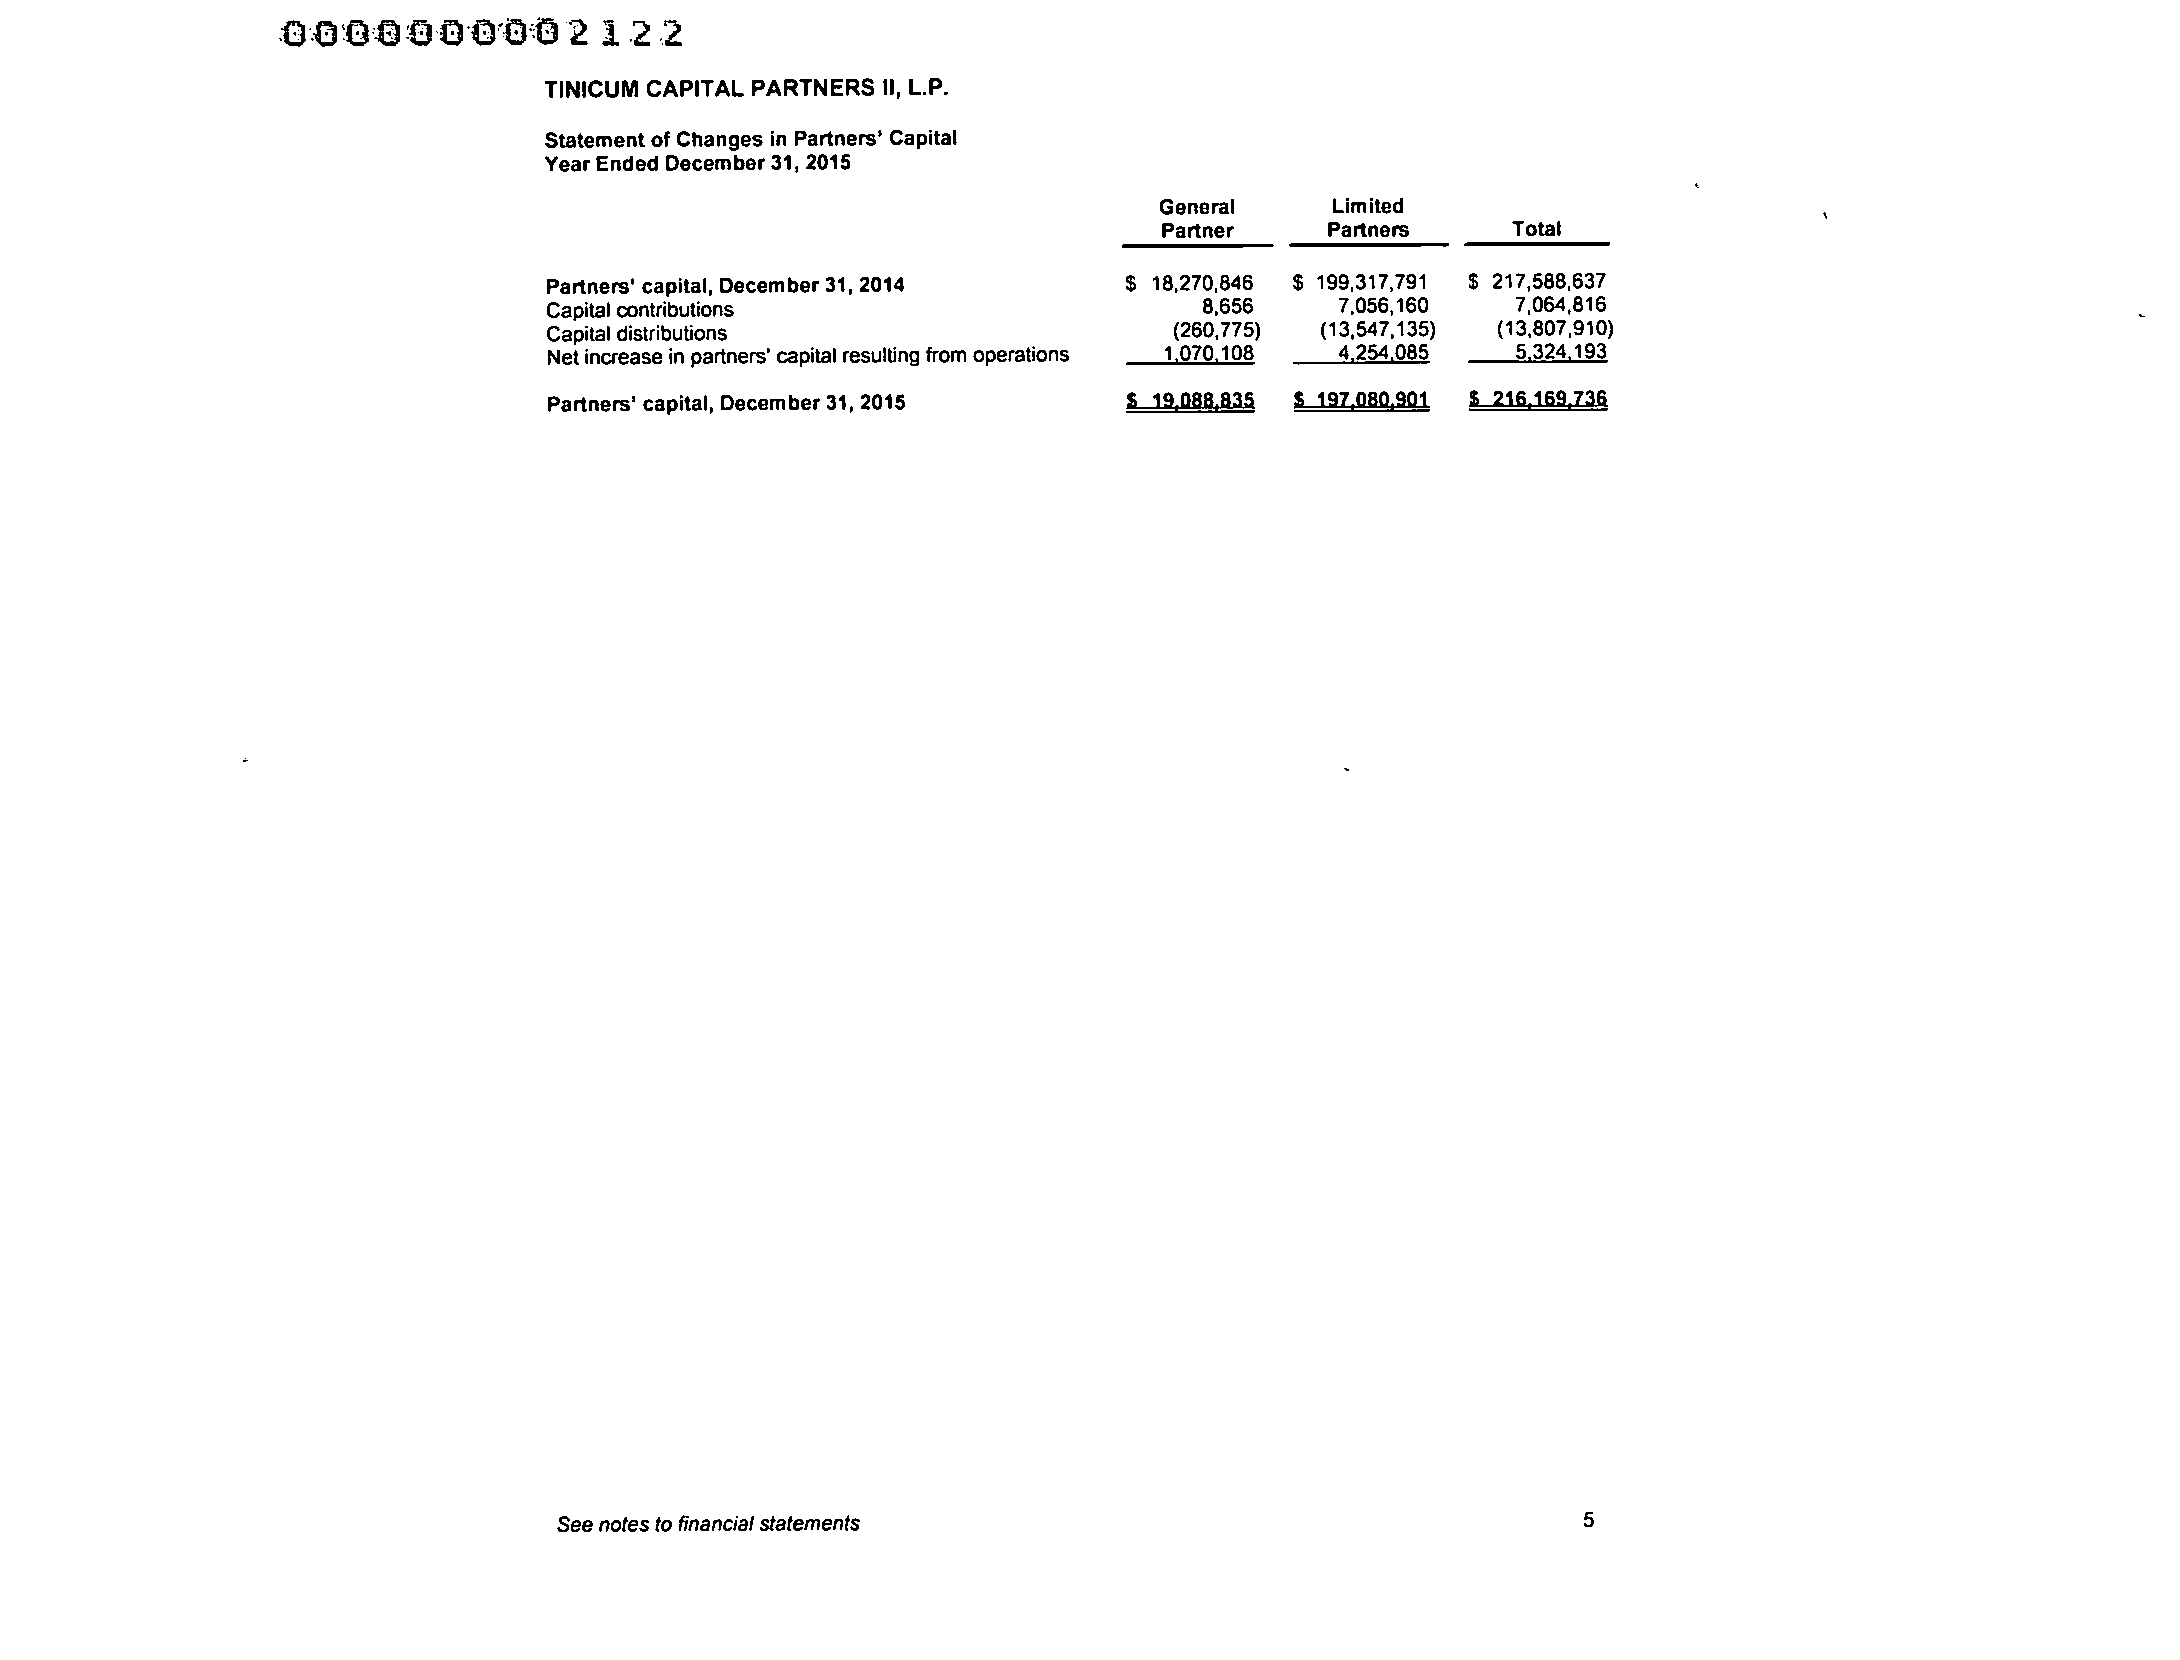 0000000002122
TINICUM CAPITAL PARTNERS II, L.P.
Statement of Changes in Partners' Capital
Year Ended December 31, 2015
General Partner Limited Partners Total
Partners' capital, December 31, 2014 $ 18,270,846 $ 199,317,791 $ 217,588,637
Capital contributions 8,656 7,056,160 7,064,816
Capital distributions (260,775) (13,547,135) (13,807,910)
Net increase in partners' capital resulting from operations 1,070,108 4,254,085 5,324,193
Partners' capital, December 31, 2015 $ 19,088,835 $ 197,080,901 $ 216,169,736
See notes to financial statements 5